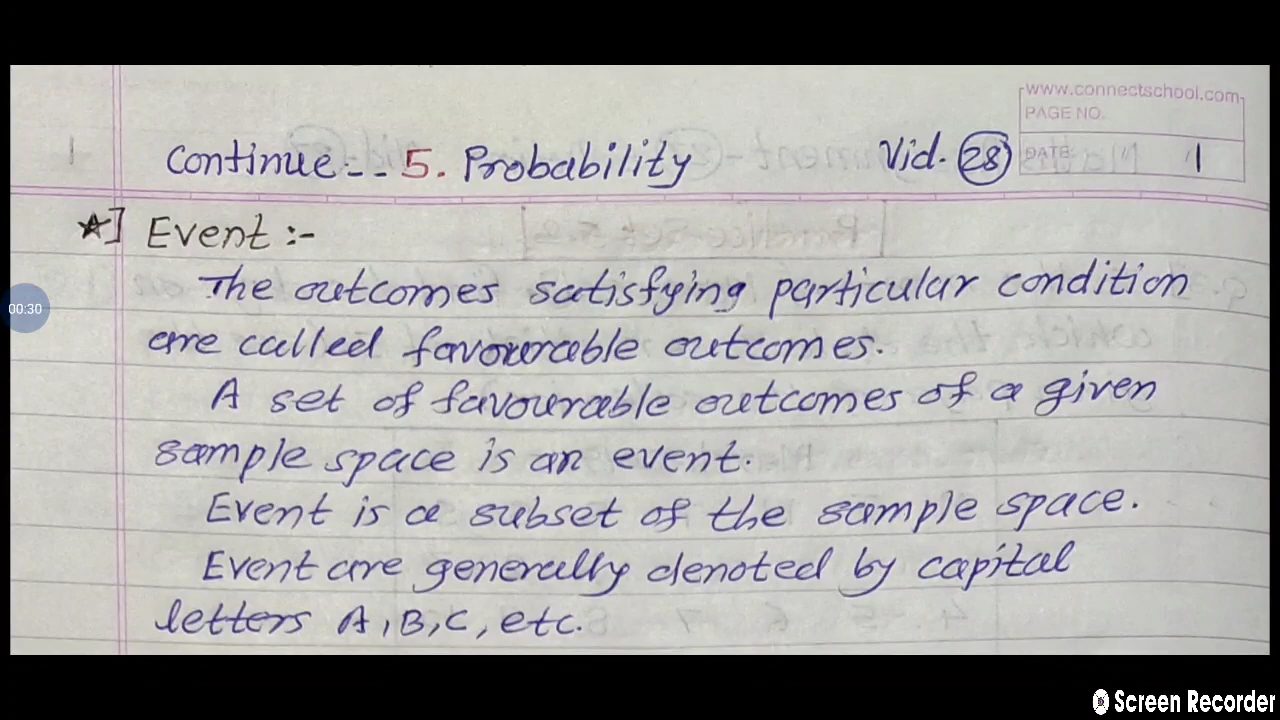 www.connectschool.com
PAGE NO.
continue:-- 5. Probability Vid. 28 DATE: 1
*] Event :-
The outcomes satisfying particular condition
are called favourable outcomes.
00:30
A set of favourable outcomes of a given
sample space is an event.
Event is a subset of the sample space.
Event are generally denoted by capital
letters A, B, C, etc.
Screen Recorder